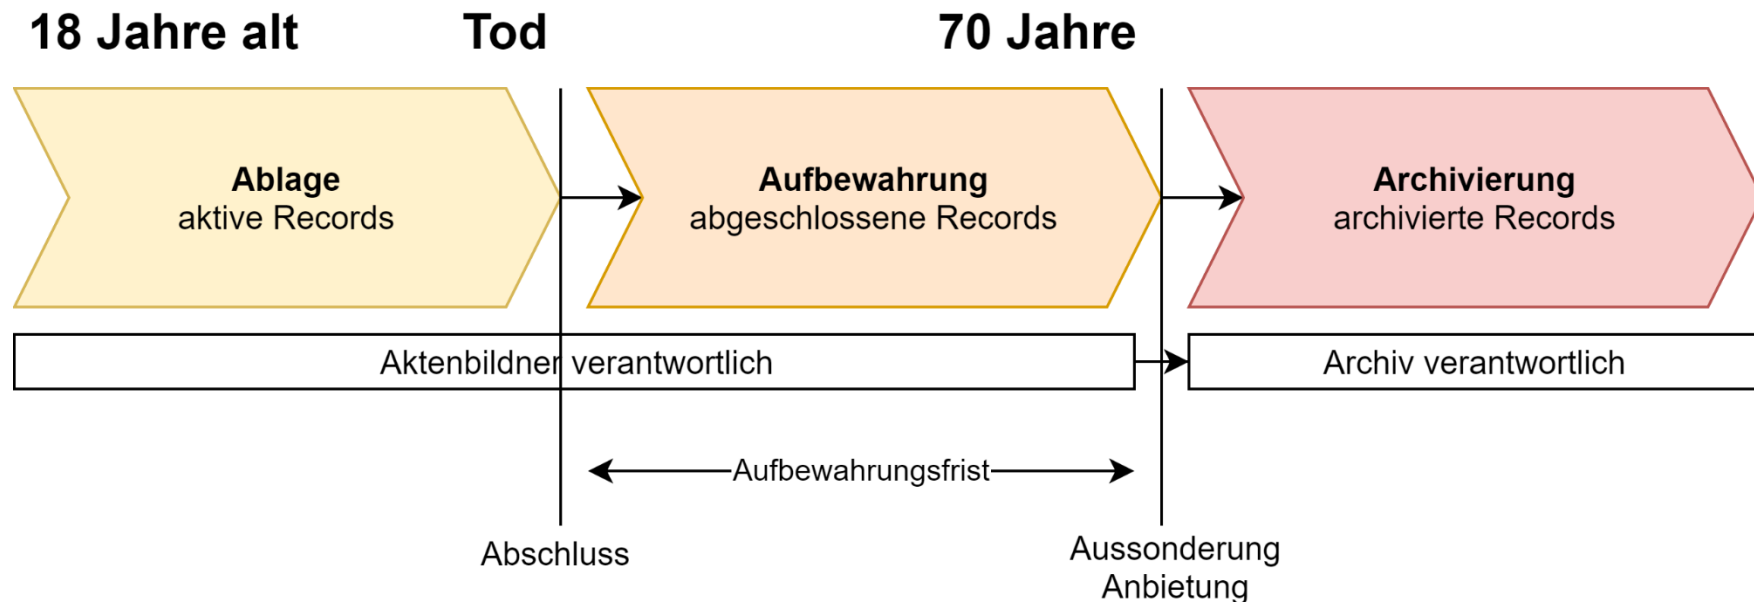 18 Jahre alt
Tod
70 Jahre
Ablage
aktive Records
Aufbewahrung
abgeschlossene Records
Archivierung
archivierte Records
Aktenbildner verantwortlich
Archiv verantwortlich
Aufbewahrungsfrist
Abschluss
Aussonderung
Anbietung